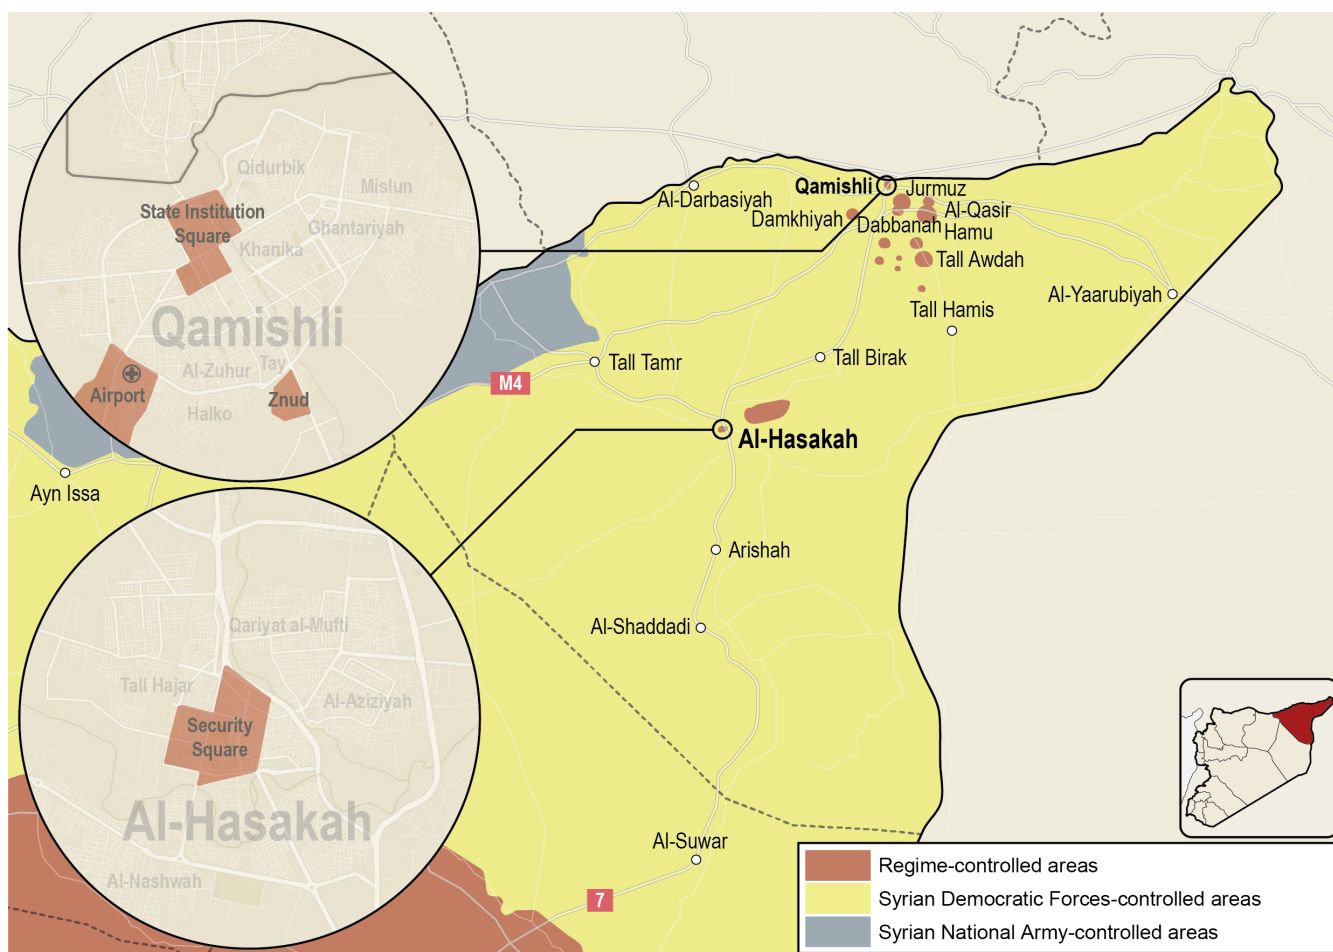 Qidurbik
Mislun
State Institution
Square
Ghantariyah
Khanika
Qamishli
Al-Zuhur
Tay
Airport
Halko
Znud
Qamishli
Jurmuz
Al-Darbasiyah
Damkhiyah
Al-Qasir
Dabbanah
Hamu
Tall Awdah
Al-Yaarubiyah
Tall Hamis
Tall Tamr
Tall Birak
M4
Al-Hasakah
Ayn Issa
Arishah
Al-Shaddadi
Qariyat al-Mufti
Tall Hajar
Al-Aziziyah
Security
Square
Al-Hasakah
Al-Nashwah
Al-Suwar
7
Regime-controlled areas
Syrian Democratic Forces-controlled areas
Syrian National Army-controlled areas